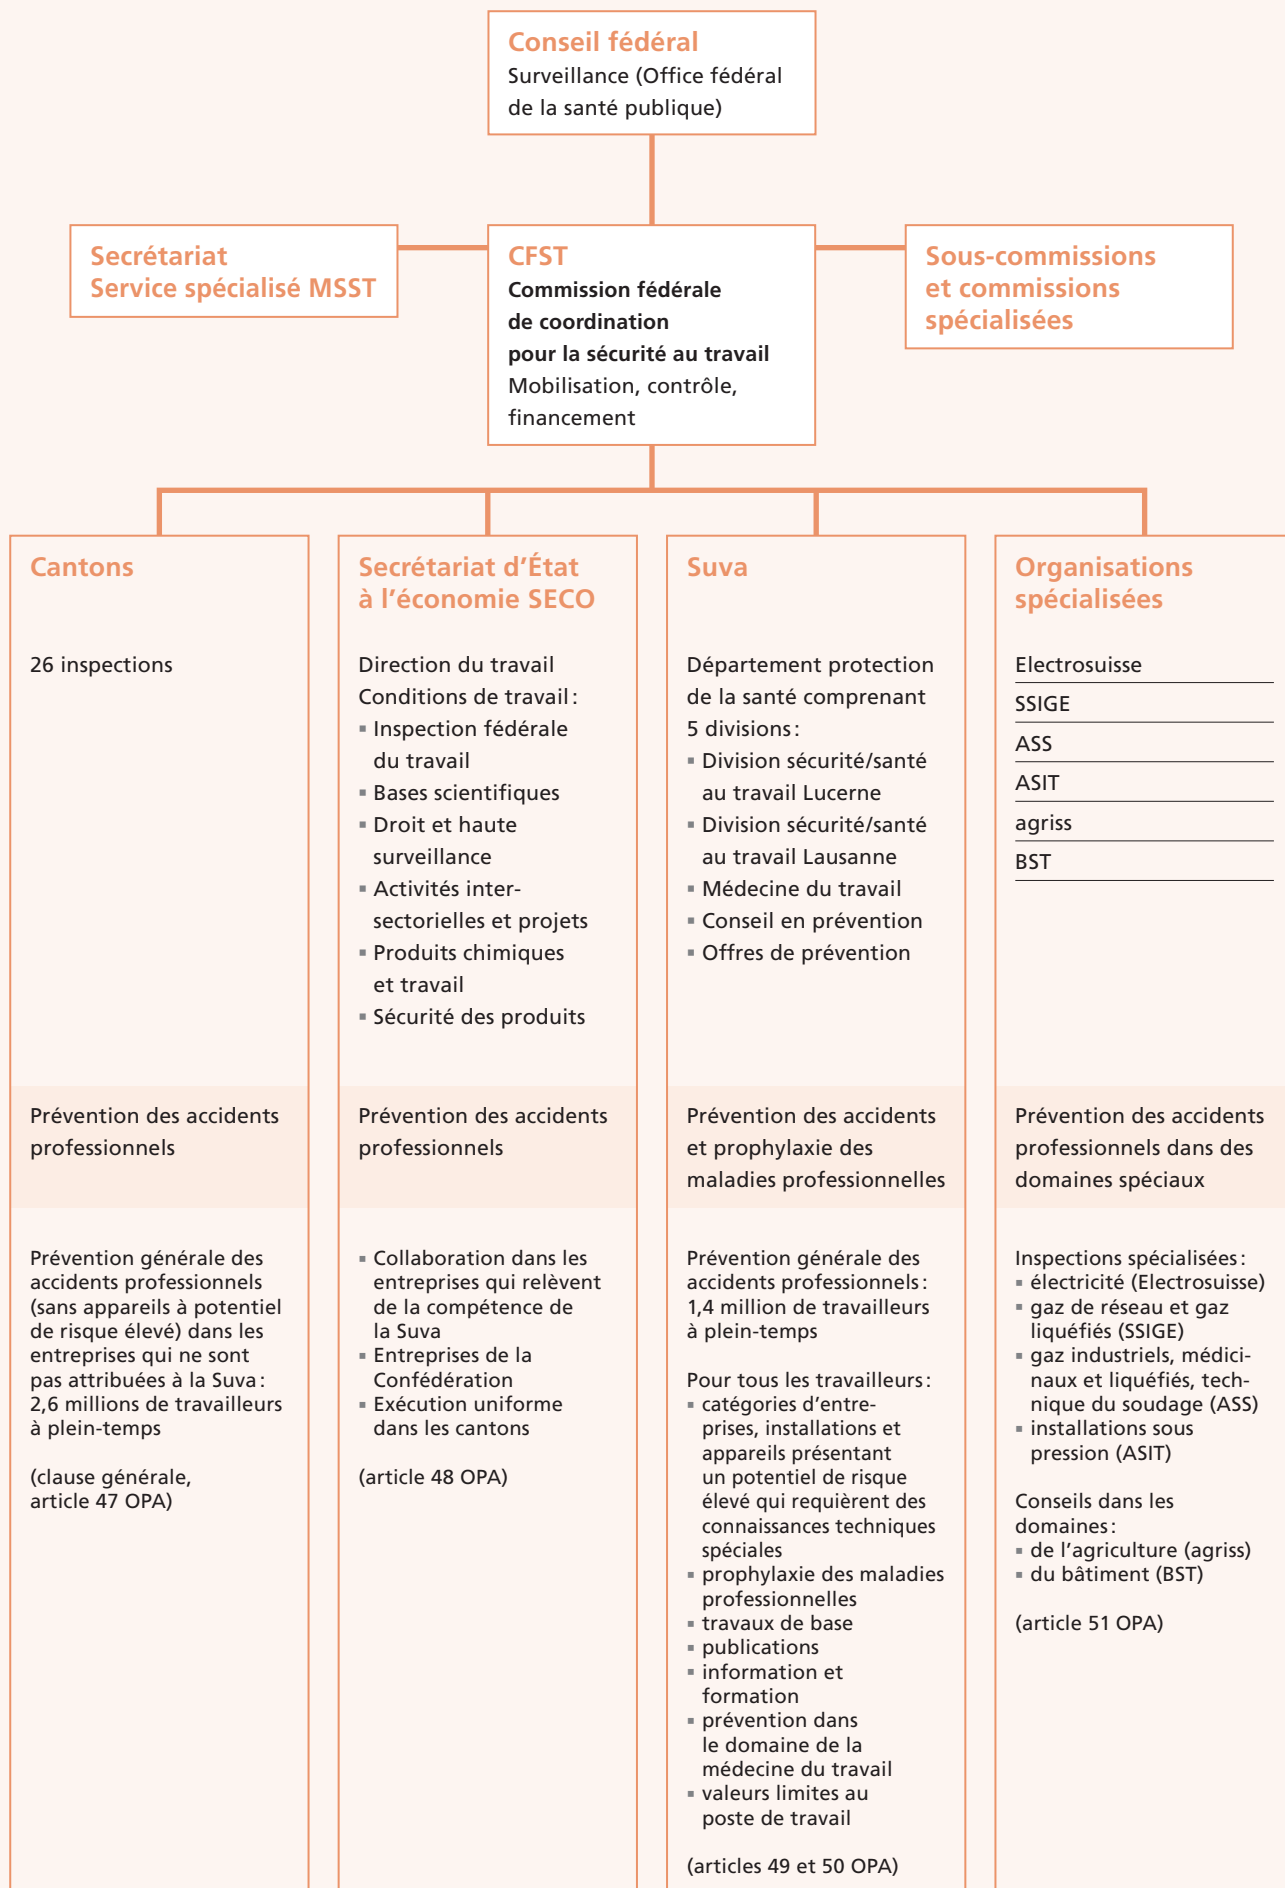 Conseil fédéral
Surveillance (Office fédéral
de la santé publique)
Secrétariat
Service spécialisé MSST
CFST
Commission fédérale
de coordination
pour la sécurité au travail
Mobilisation, contrôle,
financement
Sous-commissions
et commissions
spécialisées
Cantons
26 inspections
Prévention des accidents
professionnels
Prévention générale des
accidents professionnels
(sans appareils à potentiel
de risque élevé) dans les
entreprises qui ne sont
pas attribuées à la Suva :
2,6 millions de travailleurs
à plein-temps
(clause générale,
article 47 OPA)
Secrétariat d’État
à l’économie SECO
Direction du travail
Conditions de travail :
▪ Inspection fédérale
du travail
▪ Bases scientifiques
▪ Droit et haute
surveillance
▪ Activités inter-
sectorielles et projets
▪ Produits chimiques
et travail
▪ Sécurité des produits
Prévention des accidents
professionnels
▪ Collaboration dans les
entreprises qui relèvent
de la compétence de
la Suva
▪ Entreprises de la
Confédération
▪ Exécution uniforme
dans les cantons
(article 48 OPA)
Suva
Département protection
de la santé comprenant
5 divisions :
▪ Division sécurité/santé
au travail Lucerne
▪ Division sécurité/santé
au travail Lausanne
▪ Médecine du travail
▪ Conseil en prévention
▪ Offres de prévention
Prévention des accidents
et prophylaxie des
maladies professionnelles
Prévention générale des
accidents professionnels :
1,4 million de travailleurs
à plein-temps
Pour tous les travailleurs :
▪ catégories d’entre-
prises, installations et
appareils présentant
un potentiel de risque
élevé qui requièrent des
connaissances techniques
spéciales
▪ prophylaxie des maladies
professionnelles
▪ travaux de base
▪ publications
▪ information et
formation
▪ prévention dans
le domaine de la
médecine du travail
▪ valeurs limites au
poste de travail
(articles 49 et 50 OPA)
Organisations
spécialisées
Electrosuisse
SSIGE
ASS
ASIT
agriss
BST
Prévention des accidents
professionnels dans des
domaines spéciaux
Inspections spécialisées :
▪ électricité (Electrosuisse)
▪ gaz de réseau et gaz
liquéfiés (SSIGE)
▪ gaz industriels, médici-
naux et liquéfiés, tech-
nique du soudage (ASS)
▪ installations sous
pression (ASIT)
Conseils dans les
domaines :
▪ de l’agriculture (agriss)
▪ du bâtiment (BST)
(article 51 OPA)